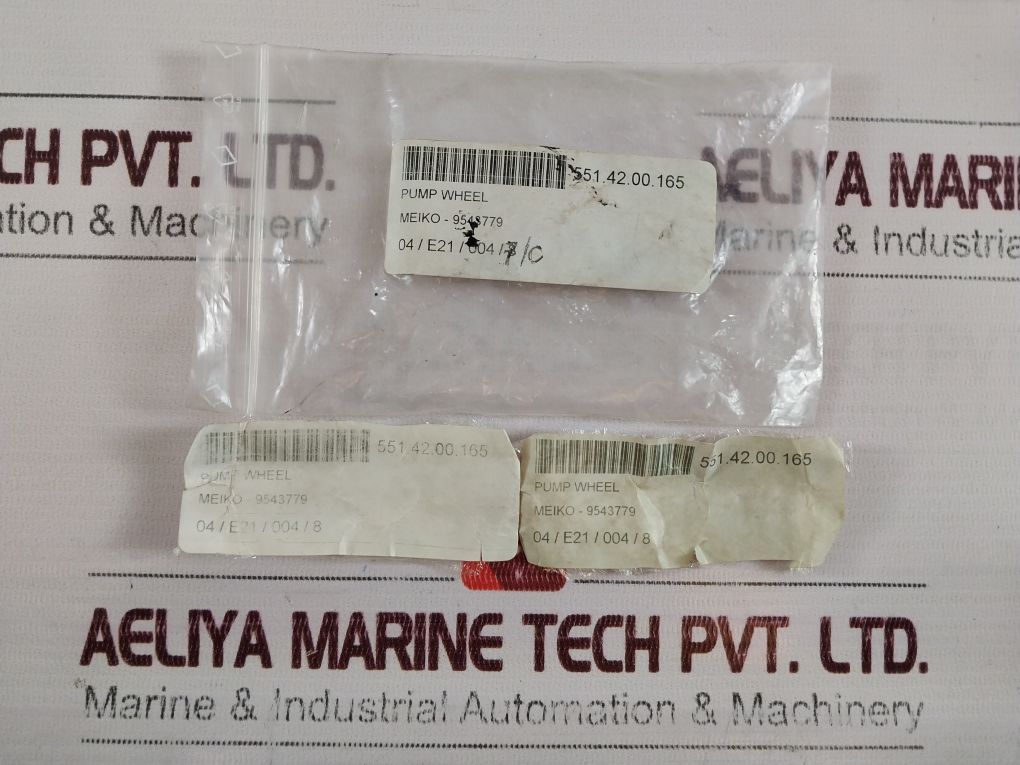 CH PVT. LTD.
ation & Machinery
AELIYA MARI
Marine & Industria
551.42.00.165
PUMP WHEEL
MEIKO - 9543779
04 / E21 / 004 / /C
551.42.00.165
PUMP WHEEL
MEIKO - 9543779
04 / E21 / 004 / 8
551.42.00.165
PUMP WHEEL
MEIKO - 9543779
04 / E21 / 004 / 8
AELIYA MARINE TECH PVT. LTD.
Marine & Industrial Automation & Machinery